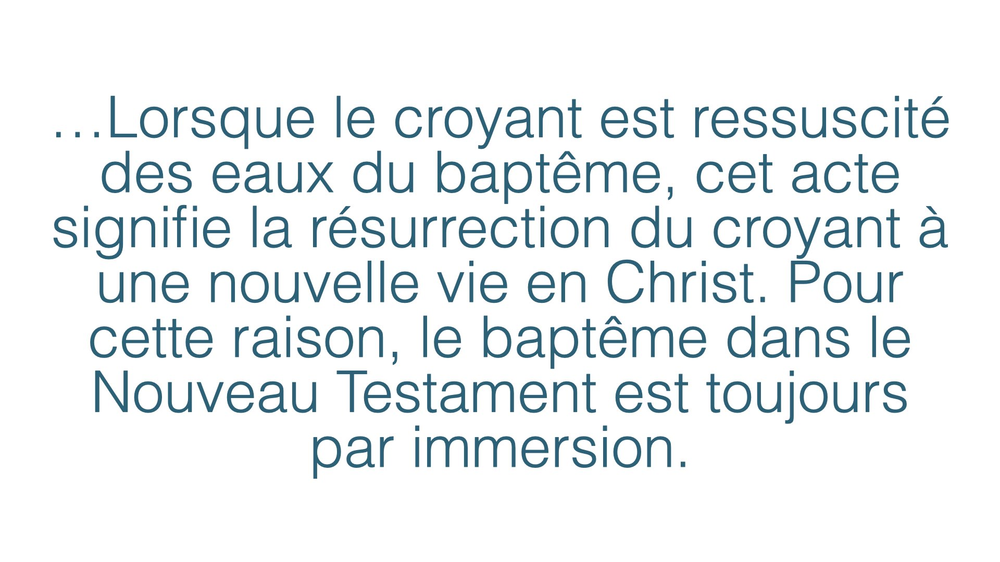 …Lorsque le croyant est ressuscité
des eaux du baptême, cet acte
signifie la résurrection du croyant à
une nouvelle vie en Christ. Pour
cette raison, le baptême dans le
Nouveau Testament est toujours
par immersion.